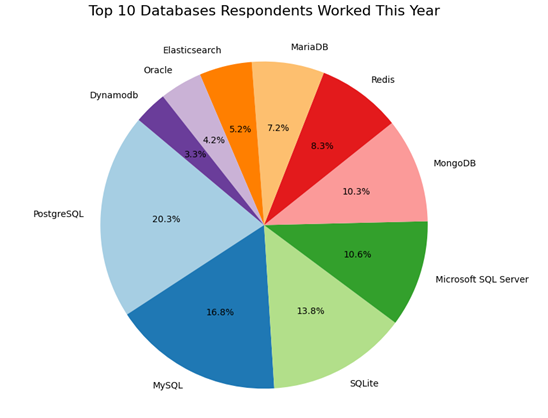 Top 10 Databases Respondents Worked This Year
MariaDB
Elasticsearch
Oracle
Redis
Dynamodb
7.2%
5.2%
4.2%
8.3%
3.3%
MongoDB
10.3%
PostgreSQL
20.3%
10.6%
Microsoft SQL Server
16.8%
13.8%
MySQL
SQLite